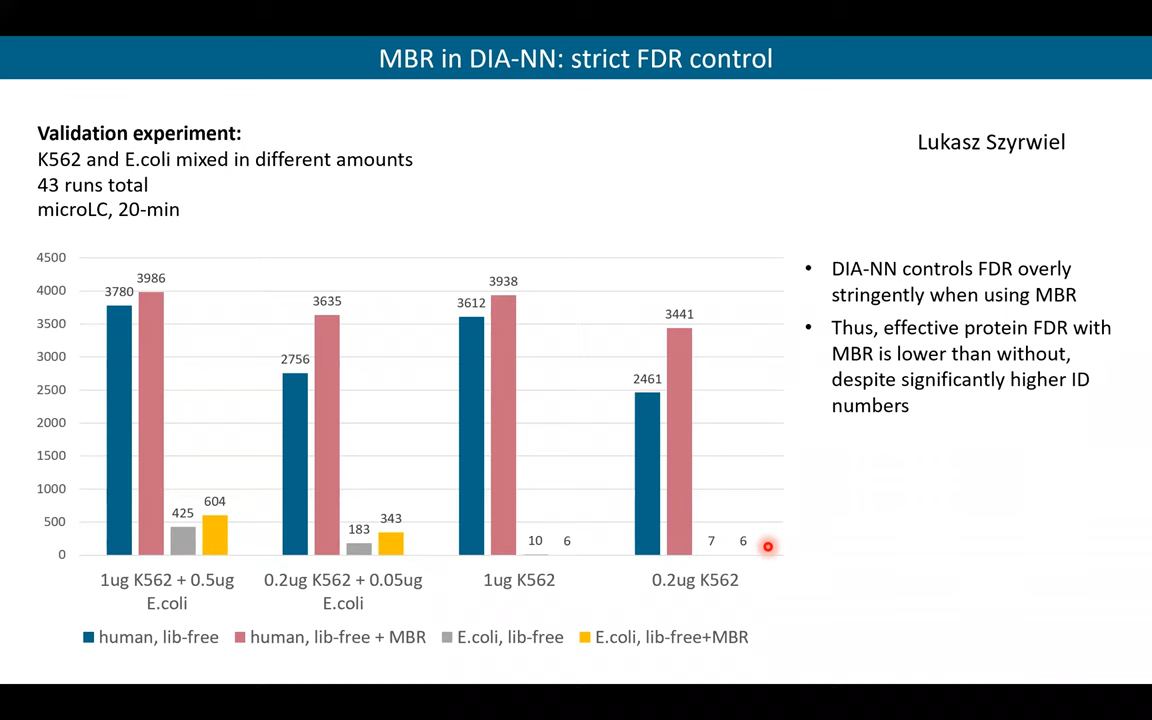 MBR in DIA-NN: strict FDR control
Validation experiment:
K562 and E.coli mixed in different amounts
43 runs total
microLC, 20-min
Lukasz Szyrwiel
4500
4000
3500
3000
2500
2000
1500
1000
500
0
3780
3986
425
604
2756
3635
183
343
3612
3938
10
6
2461
3441
7
6
1ug K562 + 0.5ug
E.coli
0.2ug K562 + 0.05ug
E.coli
1ug K562
0.2ug K562
human, lib-free
human, lib-free + MBR
E.coli, lib-free
E.coli, lib-free+MBR
• DIA-NN controls FDR overly
stringently when using MBR
• Thus, effective protein FDR with
MBR is lower than without,
despite significantly higher ID
numbers